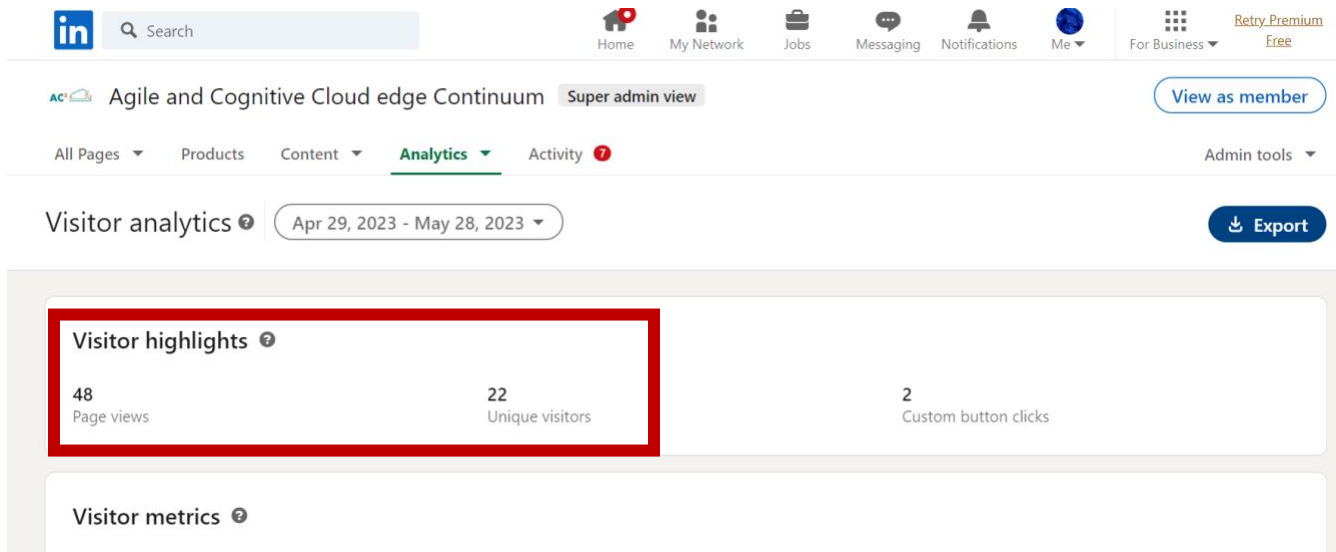 in Search
Home My Network Jobs Messaging Notifications Me For Business Retry Premium
Free
AC³ Agile and Cognitive Cloud edge Continuum Super admin view View as member
All Pages Products Content Analytics Activity 7 Admin tools
Visitor analytics Apr 29, 2023 - May 28, 2023 Export
Visitor highlights
48 22 2
Page views Unique visitors Custom button clicks
Visitor metrics